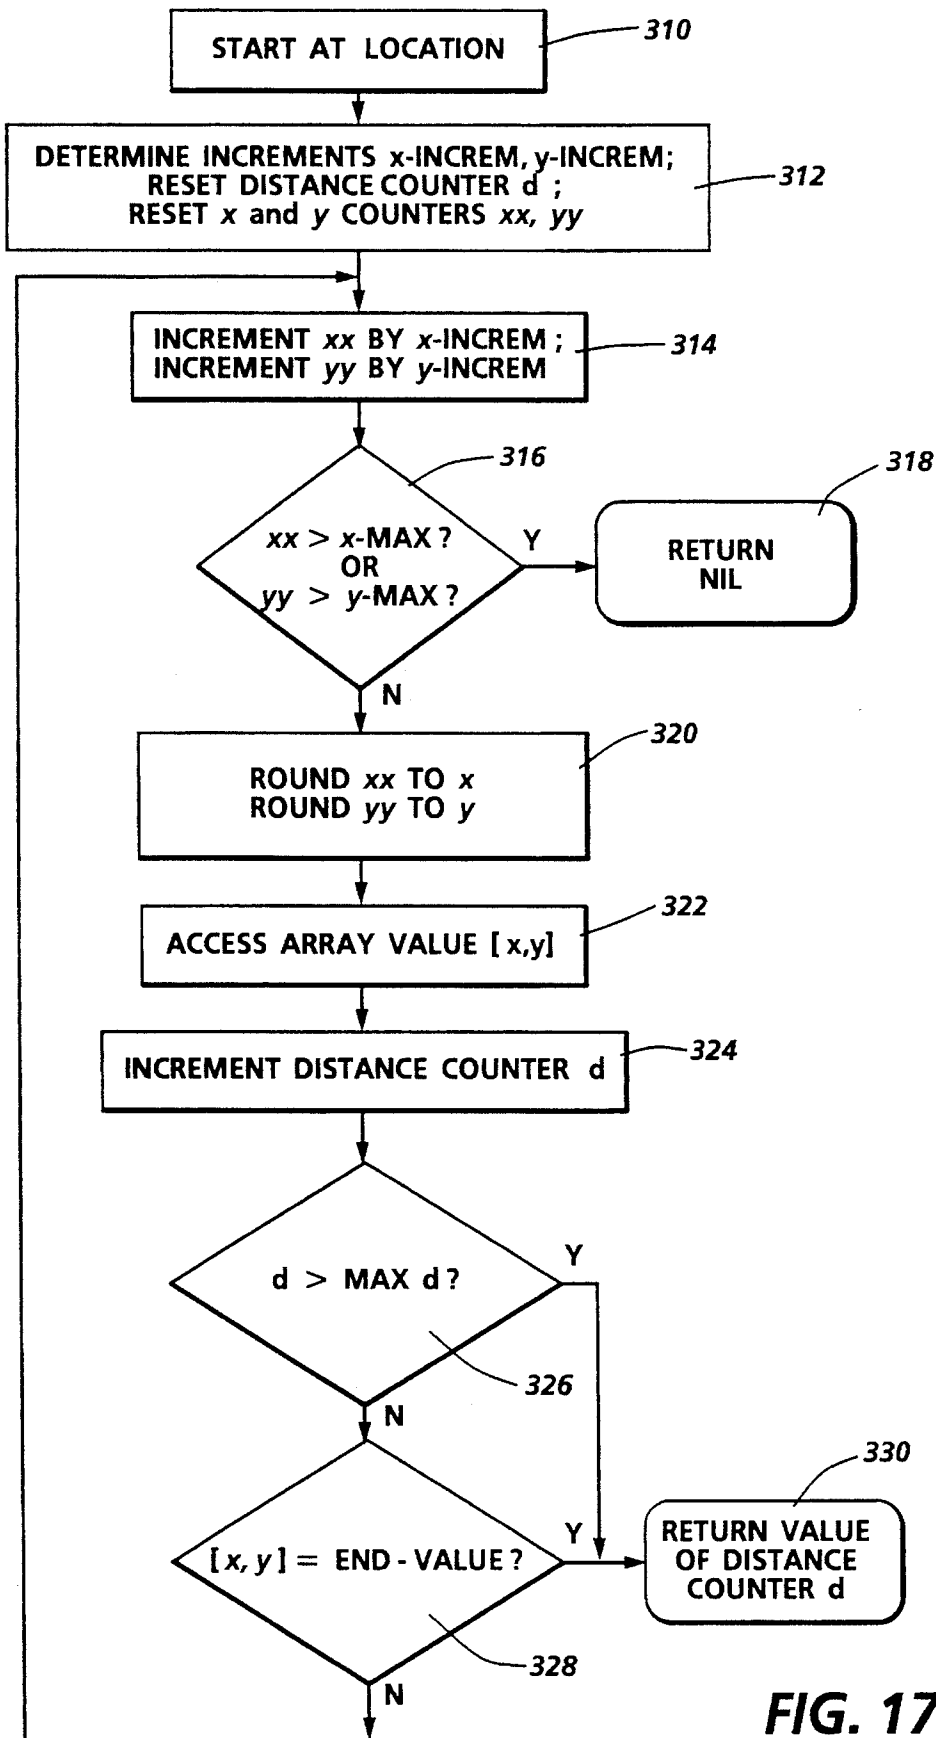 START AT LOCATION
310
DETERMINE INCREMENTS x-INCREM, y-INCREM;
RESET DISTANCE COUNTER d ;
RESET x and y COUNTERS xx, yy
312
INCREMENT xx BY x-INCREM ;
INCREMENT yy BY y-INCREM
314
316
xx > x-MAX ?
OR
yy > y-MAX ?
Y
318
RETURN
NIL
N
320
ROUND xx TO x
ROUND yy TO y
322
ACCESS ARRAY VALUE [ x,y]
324
INCREMENT DISTANCE COUNTER d
d > MAX d ?
Y
326
N
330
[ x, y ] = END - VALUE ?
Y
RETURN VALUE
OF DISTANCE
COUNTER d
328
N
FIG. 17